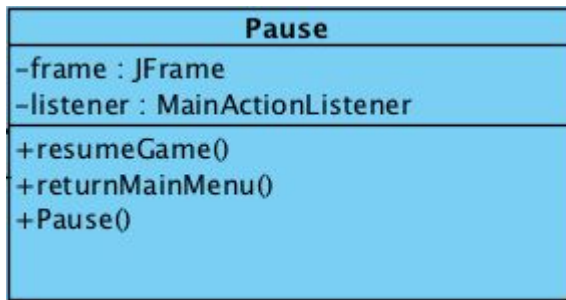 Pause
-frame : JFrame
-listener : MainActionListener
+resumeGame()
+returnMainMenu()
+Pause()